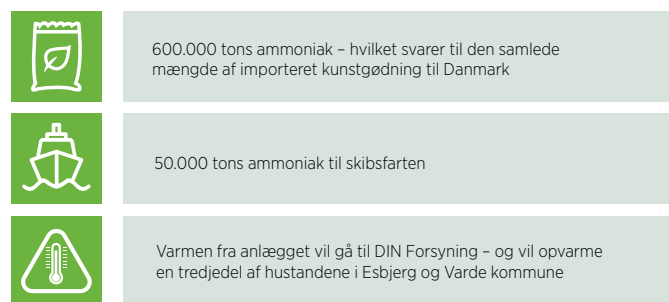 600.000 tons ammoniak – hvilket svarer til den samlede
mængde af importeret kunstgødning til Danmark
50.000 tons ammoniak til skibsfarten
Varmen fra anlægget vil gå til DIN Forsyning – og vil opvarme
en tredjedel af hustandene i Esbjerg og Varde kommune